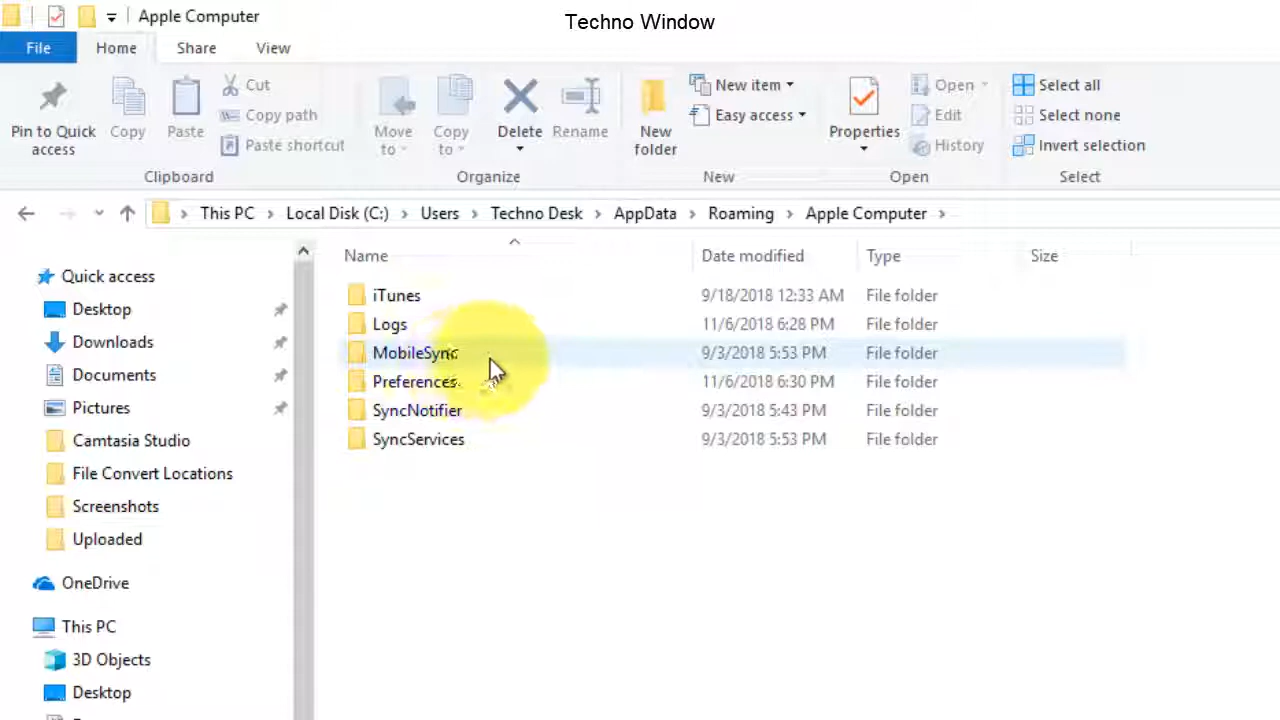 Apple Computer
Techno Window
File Home Share View
Pin to Quick access
Copy
Paste
Cut
Copy path
Paste shortcut
Clipboard
Move to
Copy to
Delete
Rename
Organize
New folder
New item
Easy access
New
Properties
Open
Edit
History
Open
Select all
Select none
Invert selection
Select
This PC Local Disk (C:) Users Techno Desk AppData Roaming Apple Computer
Name Date modified Type Size
iTunes 9/18/2018 12:33 AM File folder
Logs 11/6/2018 6:28 PM File folder
MobileSync 9/3/2018 5:53 PM File folder
Preferences 11/6/2018 6:30 PM File folder
SyncNotifier 9/3/2018 5:43 PM File folder
SyncServices 9/3/2018 5:53 PM File folder
Quick access
Desktop
Downloads
Documents
Pictures
Camtasia Studio
File Convert Locations
Screenshots
Uploaded
OneDrive
This PC
3D Objects
Desktop